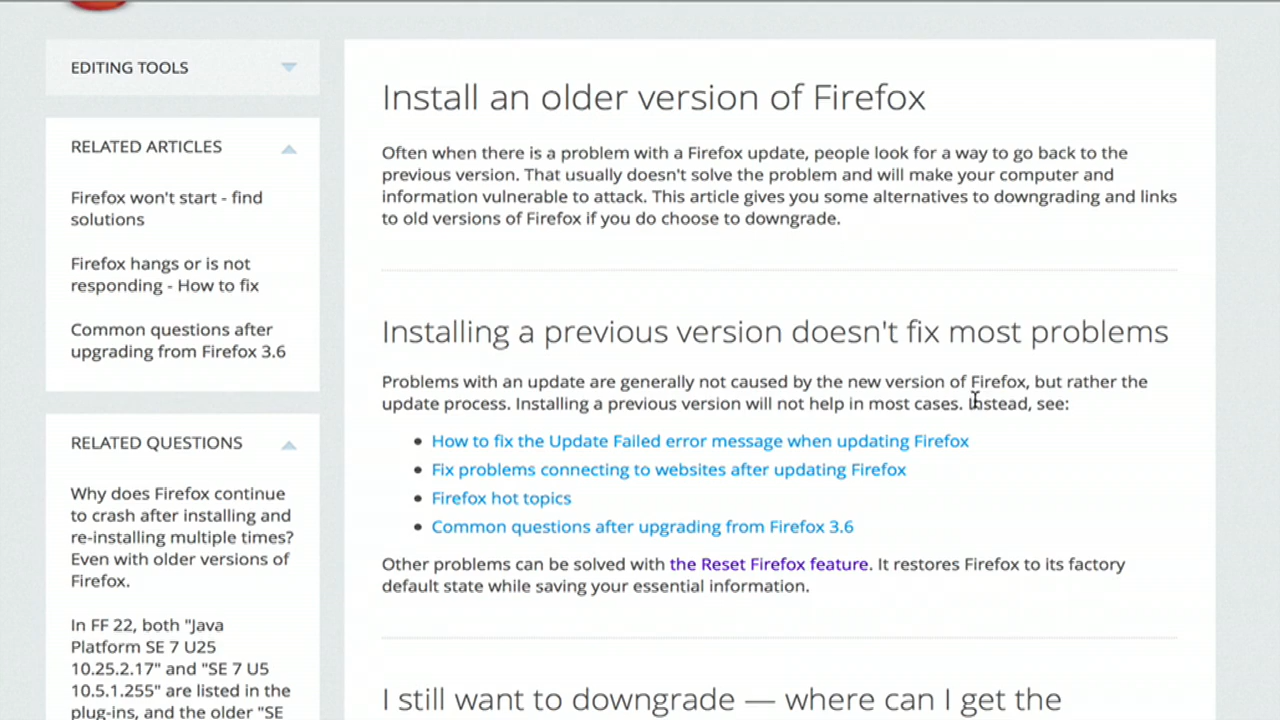 EDITING TOOLS
RELATED ARTICLES
Firefox won't start - find
solutions
Firefox hangs or is not
responding - How to fix
Common questions after
upgrading from Firefox 3.6
RELATED QUESTIONS
Why does Firefox continue
to crash after installing and
re-installing multiple times?
Even with older versions of
Firefox.
In FF 22, both "Java
Platform SE 7 U25
10.25.2.17" and "SE 7 U5
10.5.1.255" are listed in the
plug-ins, and the older "SE
Install an older version of Firefox
Often when there is a problem with a Firefox update, people look for a way to go back to the
previous version. That usually doesn't solve the problem and will make your computer and
information vulnerable to attack. This article gives you some alternatives to downgrading and links
to old versions of Firefox if you do choose to downgrade.
Installing a previous version doesn't fix most problems
Problems with an update are generally not caused by the new version of Firefox, but rather the
update process. Installing a previous version will not help in most cases. Instead, see:
• How to fix the Update Failed error message when updating Firefox
• Fix problems connecting to websites after updating Firefox
• Firefox hot topics
• Common questions after upgrading from Firefox 3.6
Other problems can be solved with the Reset Firefox feature. It restores Firefox to its factory
default state while saving your essential information.
I still want to downgrade — where can I get the